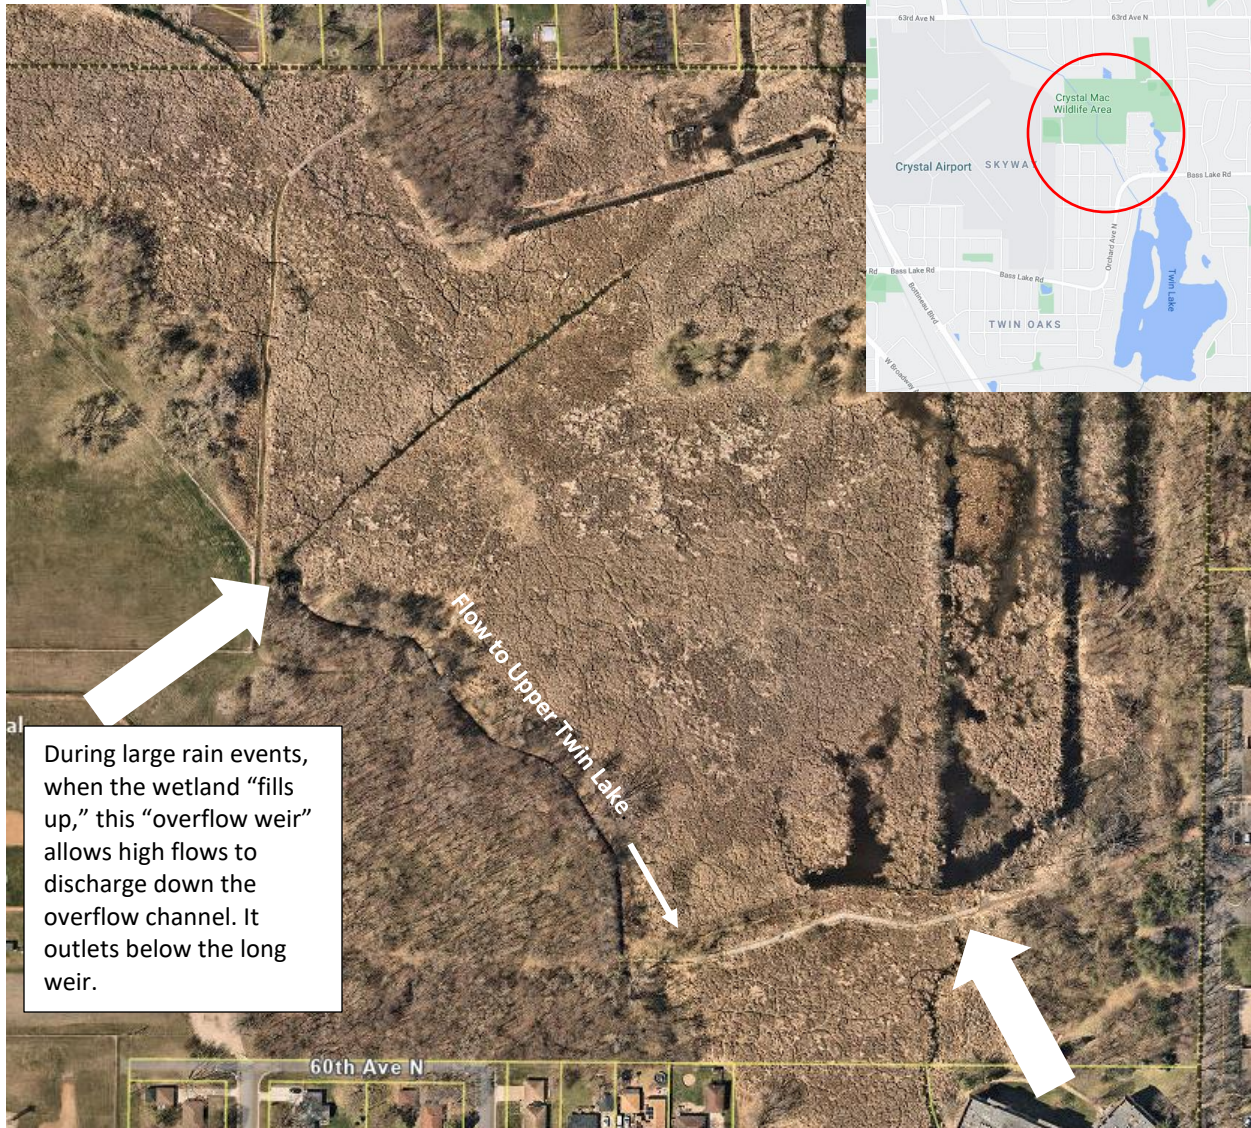 63rd Ave N
63rd Ave N
Crystal Mac
Wildlife Area
Crystal Airport
SKYWAY
Bass Lake Rd
Orchard Ave N
Rd
Bass Lake Rd
Bass Lake Rd
Bottineau Blvd
Twin Lake
TWIN OAKS
W Broadway A
Flow to Upper Twin Lake
al
During large rain events,
when the wetland “fills
up,” this “overflow weir”
allows high flows to
discharge down the
overflow channel. It
outlets below the long
weir.
60th Ave N